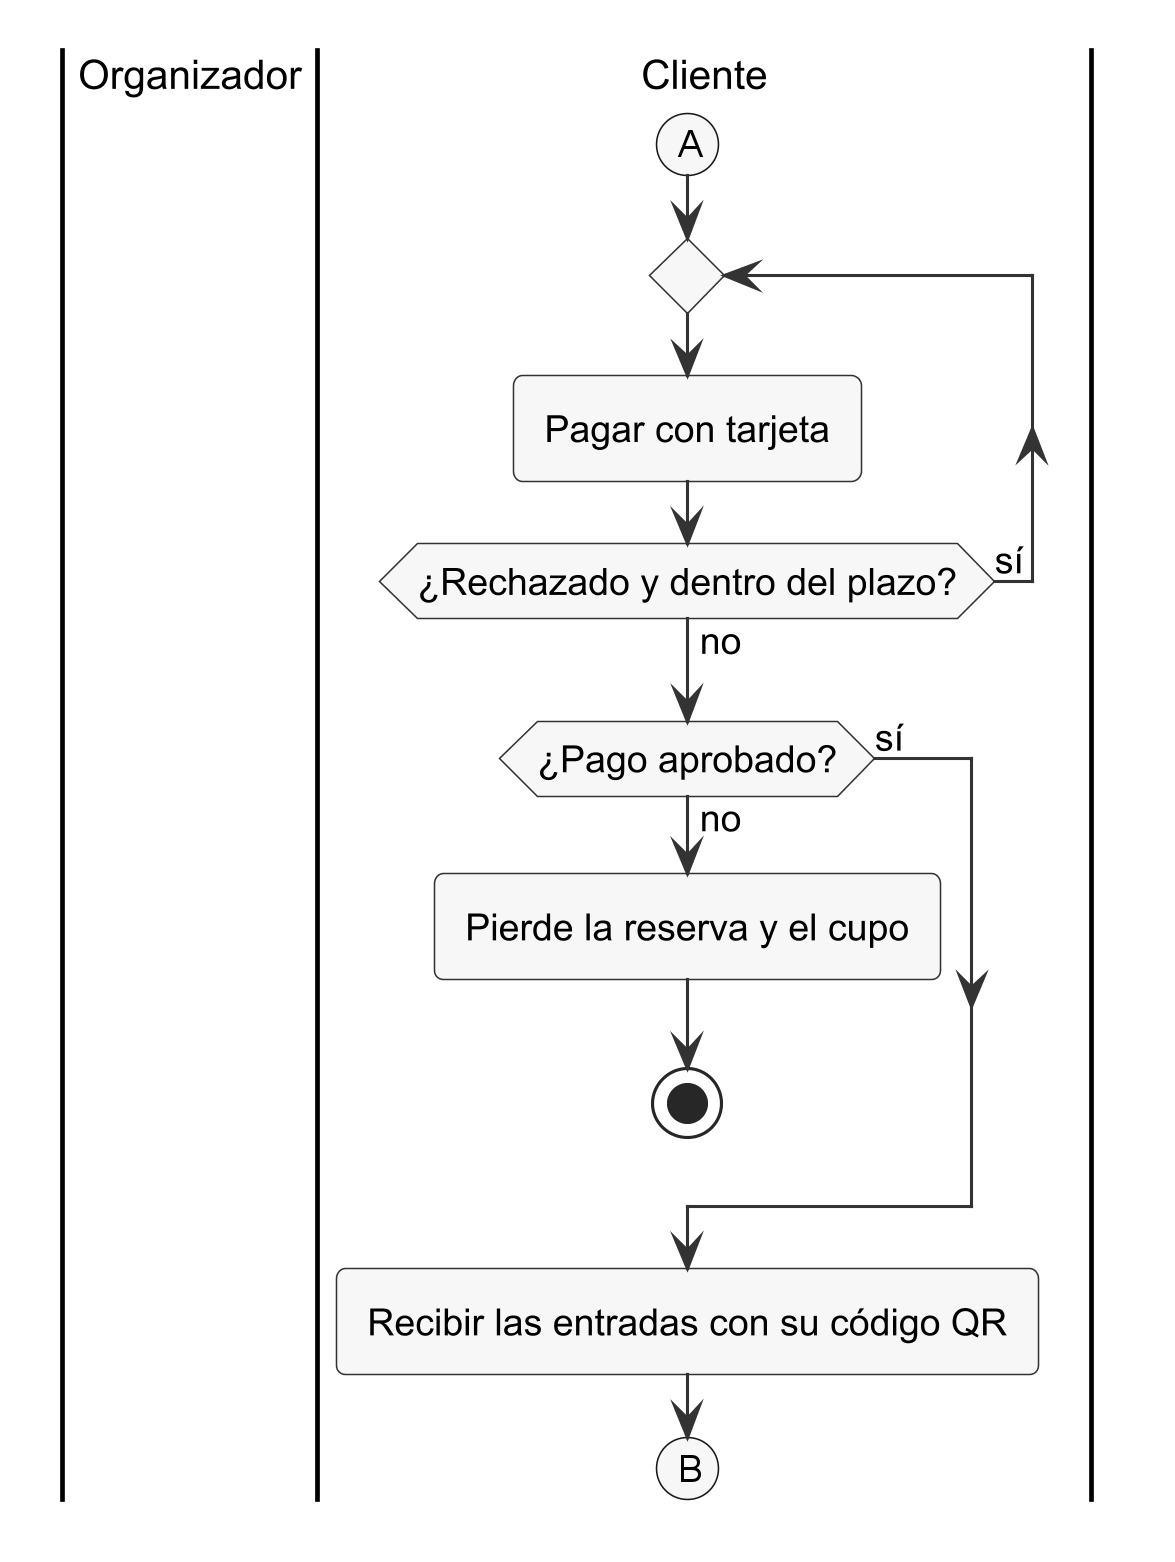 Organizador
Cliente
A
Pagar con tarjeta
¿Rechazado y dentro del plazo?
sí
no
¿Pago aprobado?
sí
no
Pierde la reserva y el cupo
Recibir las entradas con su código QR
B